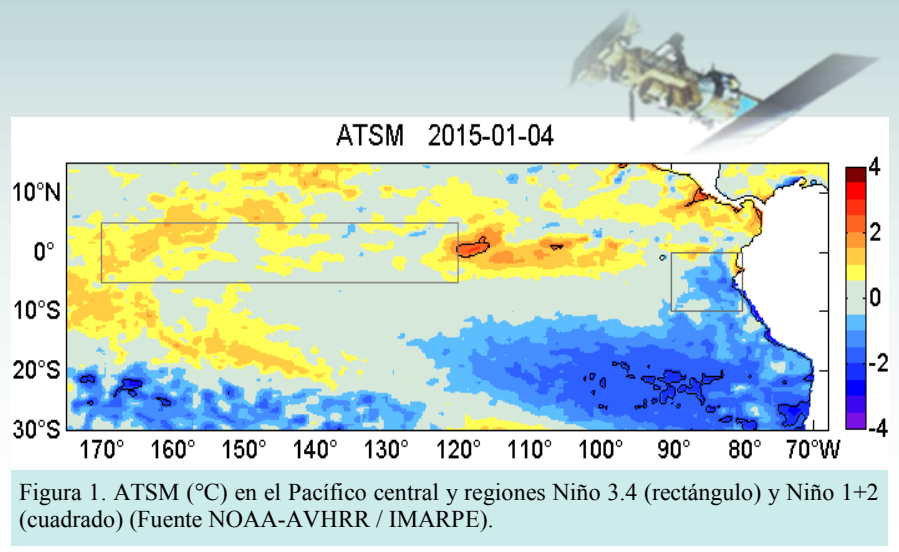 ATSM 2015-01-04
10°N
0°
10°S
20°S
30°S
170° 160° 150° 140° 130° 120° 110° 100° 90° 80° 70°W
4
2
0
-2
-4
Figura 1. ATSM (°C) en el Pacífico central y regiones Niño 3.4 (rectángulo) y Niño 1+2
(cuadrado) (Fuente NOAA-AVHRR / IMARPE).